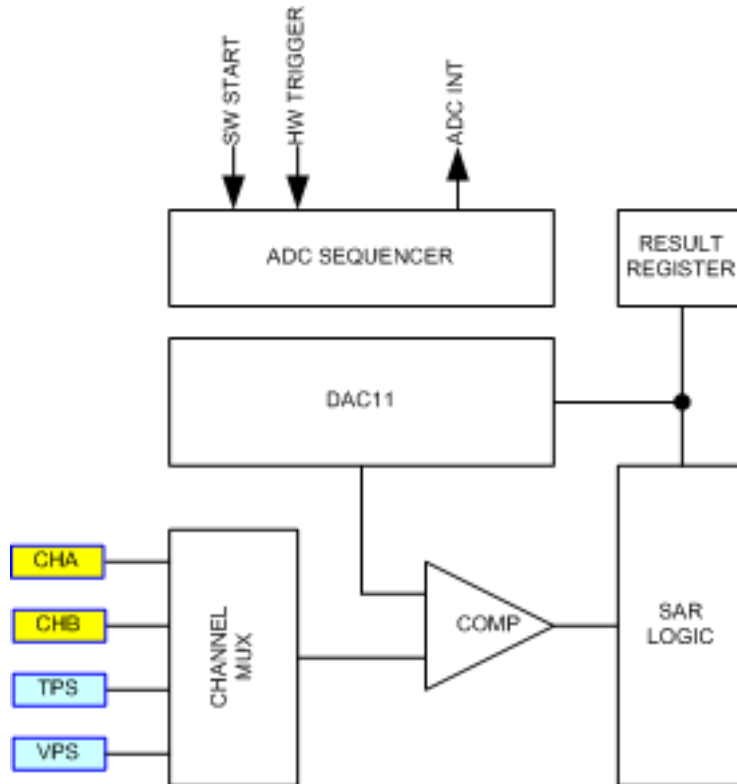 SW START
HW TRIGGER
ADC INT
ADC SEQUENCER
RESULT
REGISTER
DAC11
CHA
CHB
TPS
VPS
CHANNEL
MUX
COMP
SAR
LOGIC